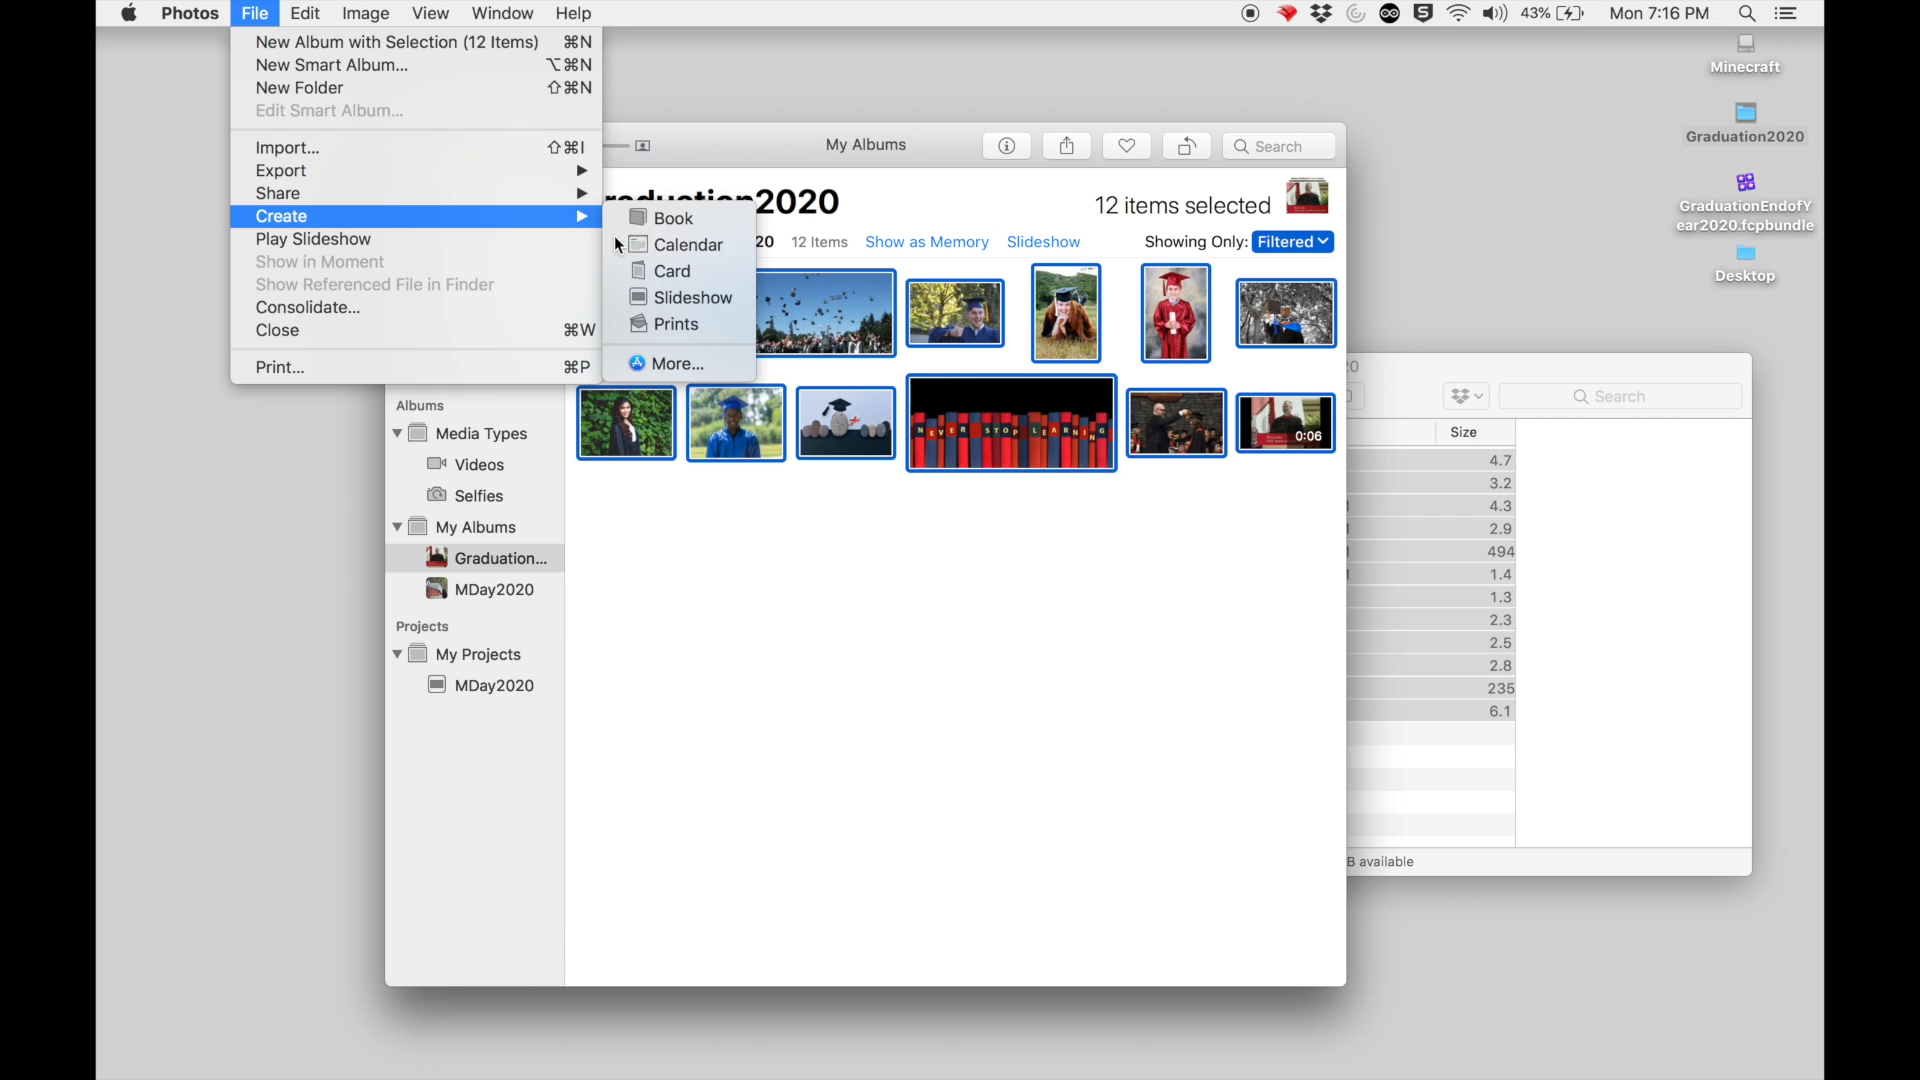 Photos File Edit Image View Window Help 43% Mon 7:16 PM
New Album with Selection (12 Items) ⌘N
New Smart Album... ⌥⌘N
New Folder ⇧⌘N
Edit Smart Album...
Import... ⇧⌘I
Export
Share
Create
Play Slideshow
Show in Moment
Show Referenced File in Finder
Consolidate...
Close ⌘W
Print... ⌘P
Book
Calendar
Card
Slideshow
Prints
More...
My Albums
Search
raduation2020
12 items selected
20 12 Items Show as Memory Slideshow Showing Only: Filtered
NEVER STOP LEARNING
0:06
Albums
Media Types
Videos
Selfies
My Albums
Graduation...
MDay2020
Projects
My Projects
MDay2020
20
Search
Size
4.7
3.2
4.3
2.9
494
1.4
1.3
2.3
2.5
2.8
235
6.1
B available
Minecraft
Graduation2020
GraduationEndofY
ear2020.fcpbundle
Desktop